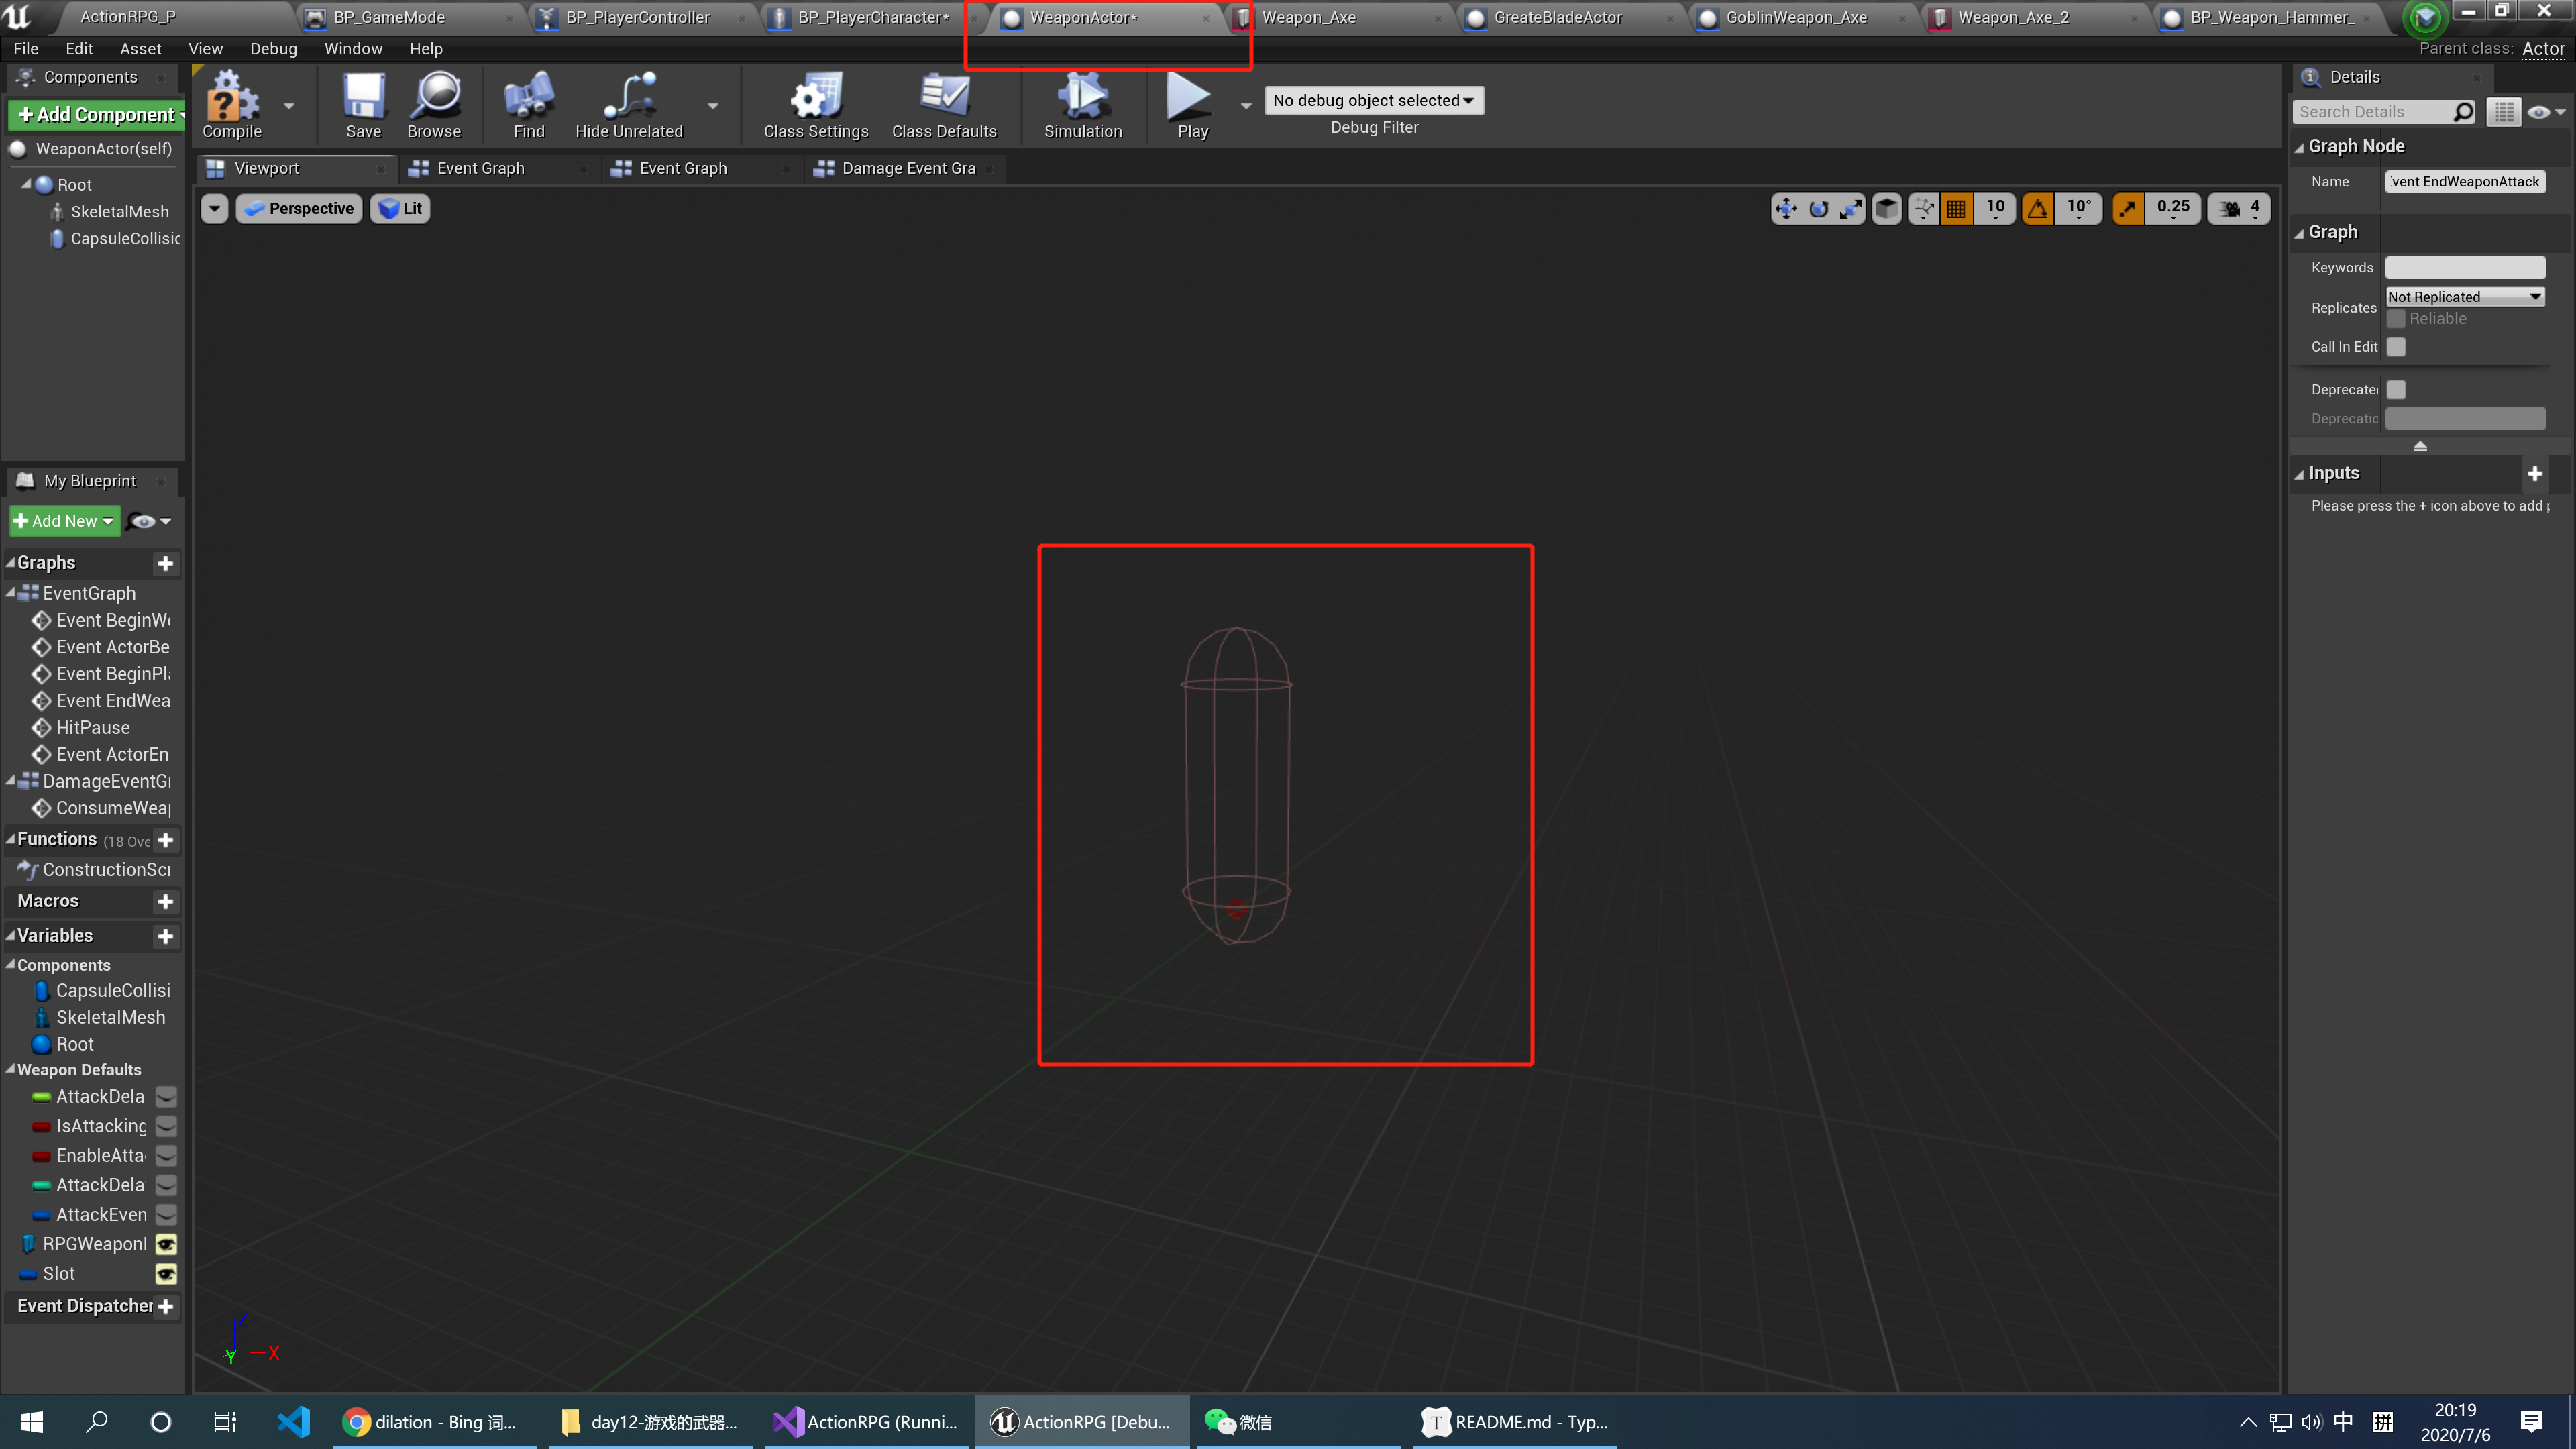 ActionRPG_P
BP_GameMode
BP_PlayerController
BP_PlayerCharacter*
WeaponActor*
Weapon_Axe
GreateBladeActor
GoblinWeapon_Axe
Weapon_Axe_2
BP_Weapon_Hammer_
File Edit Asset View Debug Window Help
Parent class: Actor
Components
Add Component
WeaponActor(self)
Root
SkeletalMesh
CapsuleCollisic
Compile
Save
Browse
Find
Hide Unrelated
Class Settings
Class Defaults
Simulation
Play
No debug object selected
Debug Filter
Viewport
Event Graph
Event Graph
Damage Event Gra
Perspective
Lit
10
10°
0.25
4
Z
X
Y
My Blueprint
Add New
Graphs
EventGraph
Event BeginWe
Event ActorBe
Event BeginPla
Event EndWea
HitPause
Event ActorEn
DamageEventGr
ConsumeWeap
Functions (18 Ove
ConstructionScr
Macros
Variables
Components
CapsuleCollisi
SkeletalMesh
Root
Weapon Defaults
AttackDela
IsAttacking
EnableAtta
AttackDela
AttackEven
RPGWeaponI
Slot
Event Dispatcher
Details
Search Details
Graph Node
Name
vent EndWeaponAttack
Graph
Keywords
Replicates
Not Replicated
Reliable
Call In Edit
Deprecate
Deprecatic
Inputs
Please press the + icon above to add p
dilation - Bing 词...
day12-游戏的武器...
ActionRPG (Runni...
ActionRPG [Debu...
微信
T
README.md - Typ...
中
拼
20:19
2020/7/6